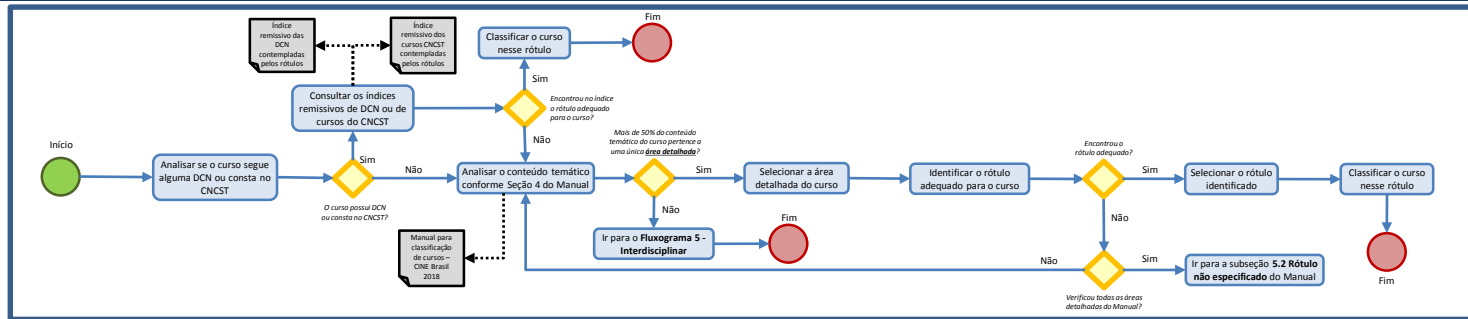 Índice
remissivo das
DCN
contempladas
pelos rótulos
Índice
remissivo dos
cursos CNCST
contempladas
pelos rótulos
Classificar o curso
nesse rótulo
Fim
Sim
Consultar os índices
remissivos de DCN ou de
cursos do CNCST
Encontrou no índice
o rótulo adequado
para o curso?
Não
Início
Analisar se o curso segue
alguma DCN ou consta no
CNCST
Sim
Não
O curso possui DCN
ou consta no CNCST?
Analisar o conteúdo temático
conforme Seção 4 do Manual
Manual para
classificação
de cursos –
CINE Brasil
2018
Mais de 50% do conteúdo
temático do curso pertence a
a uma única área detalhada?
Sim
Não
Ir para o Fluxograma 5 -
Interdisciplinar
Fim
Selecionar a área
detalhada do curso
Identificar o rótulo
adequado para o curso
Encontrou o
rótulo adequado?
Sim
Não
Selecionar o rótulo
identificado
Classificar o curso
nesse rótulo
Fim
Não
Sim
Verificou todas as áreas
detalhadas do Manual?
Ir para a subseção 5.2 Rótulo
não especificado do Manual